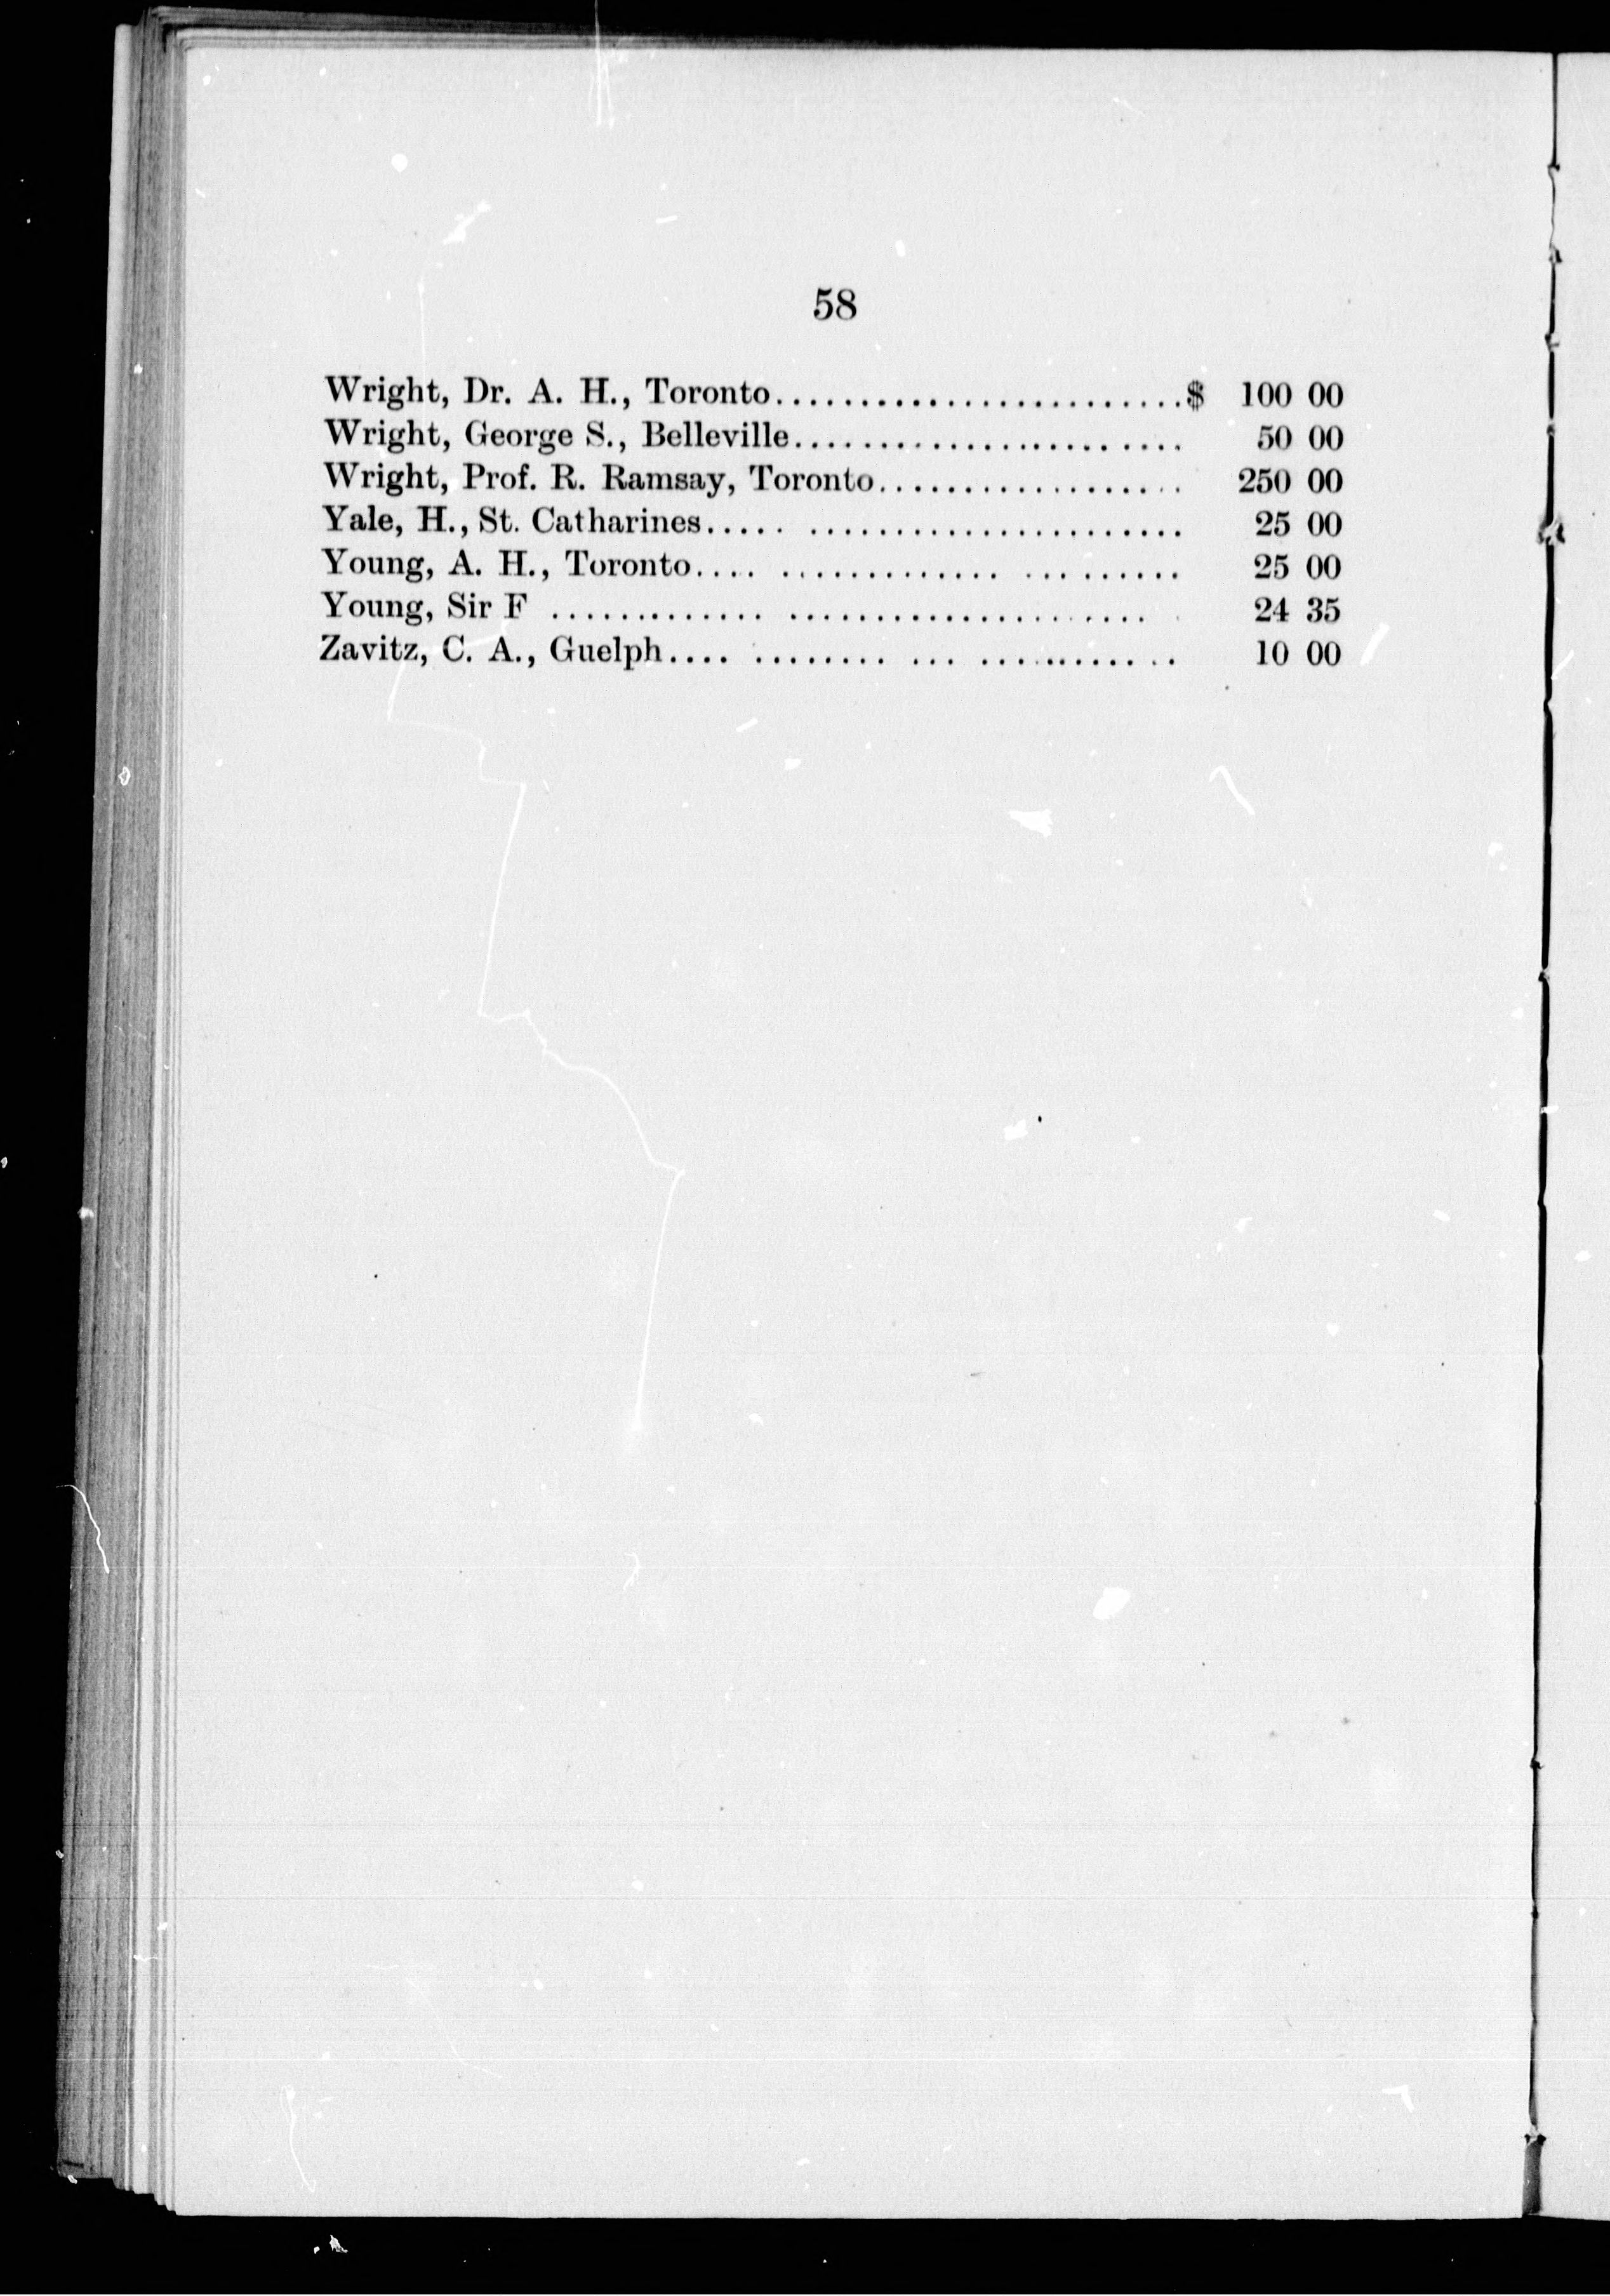 58
Wright, Dr. A. H., Toronto.........................$ 100 00
Wright, George S., Belleville........................ 50 00
Wright, Prof. R. Ramsay, Toronto................... 250 00
Yale, H., St. Catharines..... ....................... 25 00
Young, A. H., Toronto.... ............... .......... 25 00
Young, Sir F ............... ....................... 24 35
Zavitz, C. A., Guelph.... ......... ... ............. 10 00